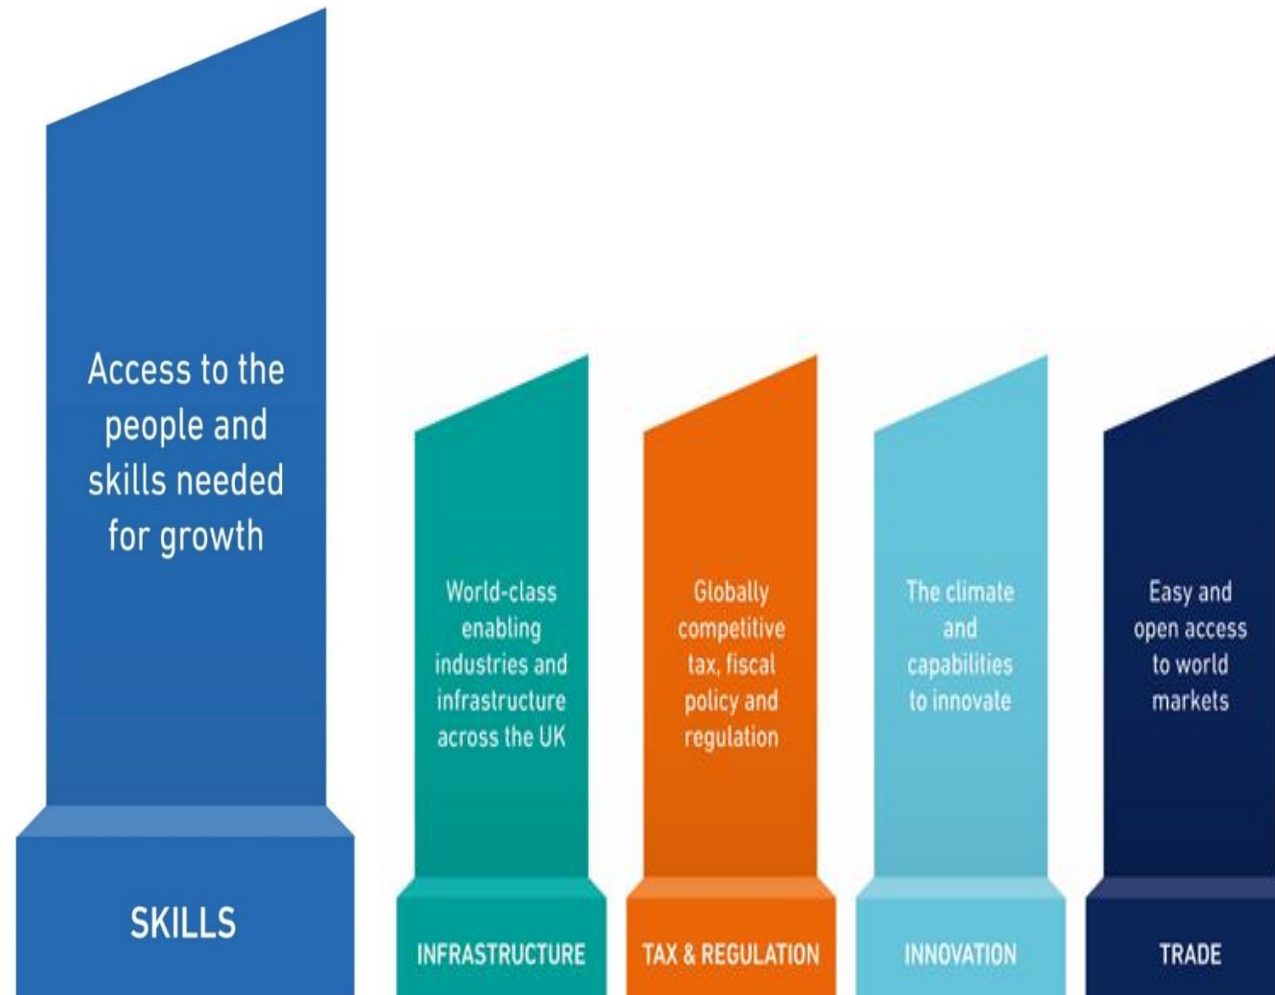 Access to the
people and
skills needed
for growth
SKILLS
World-class
enabling
industries and
infrastructure
across the UK
INFRASTRUCTURE
Globally
competitive
tax, fiscal
policy and
regulation
TAX & REGULATION
The climate
and
capabilities
to innovate
INNOVATION
Easy and
open access
to world
markets
TRADE